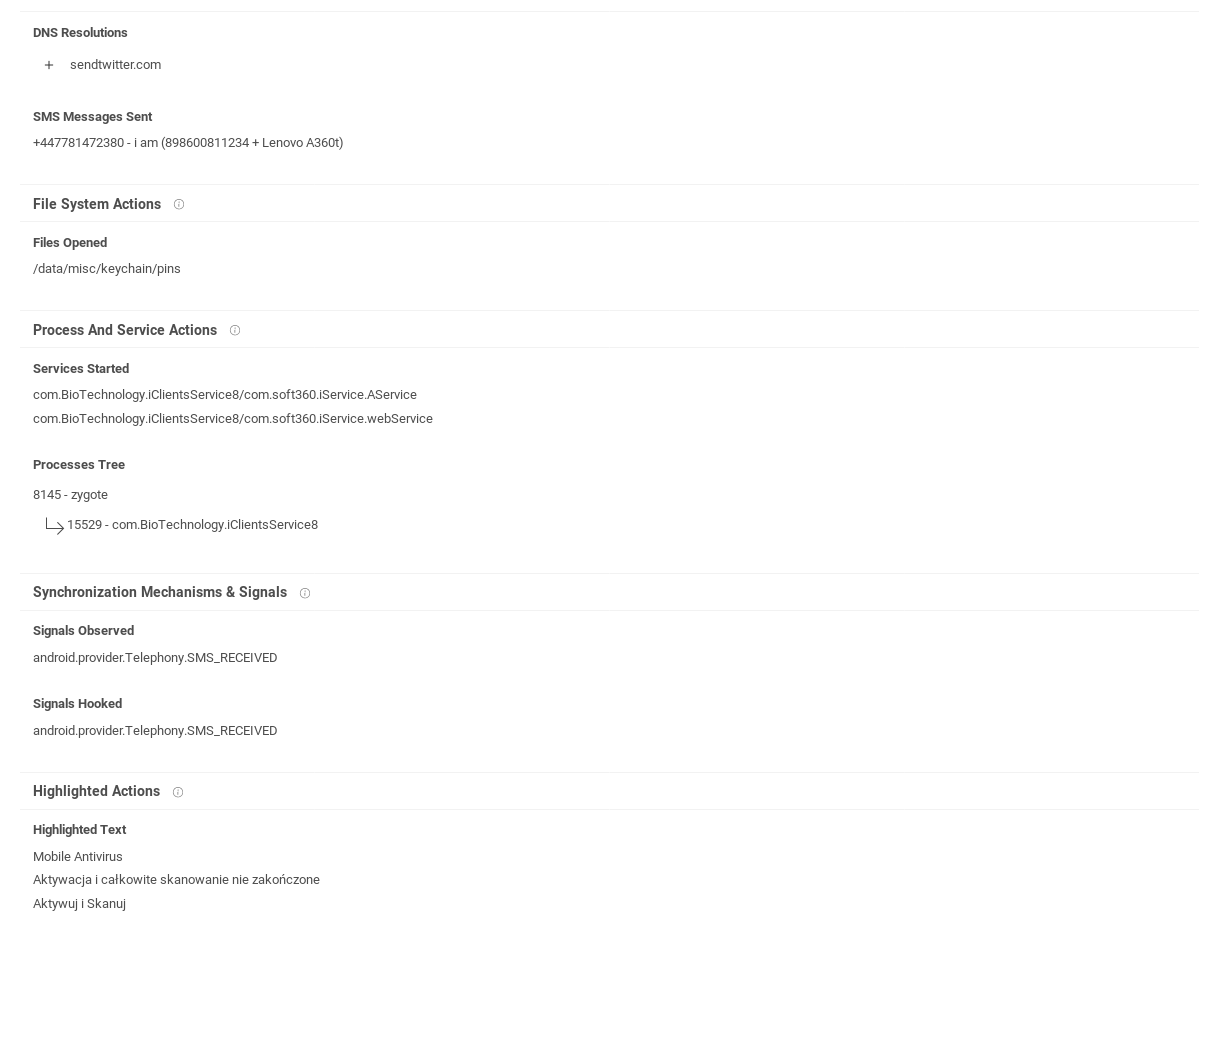 DNS Resolutions
+ sendtwitter.com
SMS Messages Sent
+447781472380 - i am (898600811234 + Lenovo A360t)
File System Actions
Files Opened
/data/misc/keychain/pins
Process And Service Actions
Services Started
com.BioTechnology.iClientsService8/com.soft360.iService.AService
com.BioTechnology.iClientsService8/com.soft360.iService.webService
Processes Tree
8145 - zygote
15529 - com.BioTechnology.iClientsService8
Synchronization Mechanisms & Signals
Signals Observed
android.provider.Telephony.SMS_RECEIVED
Signals Hooked
android.provider.Telephony.SMS_RECEIVED
Highlighted Actions
Highlighted Text
Mobile Antivirus
Aktywacja i całkowite skanowanie nie zakończone
Aktywuj i Skanuj